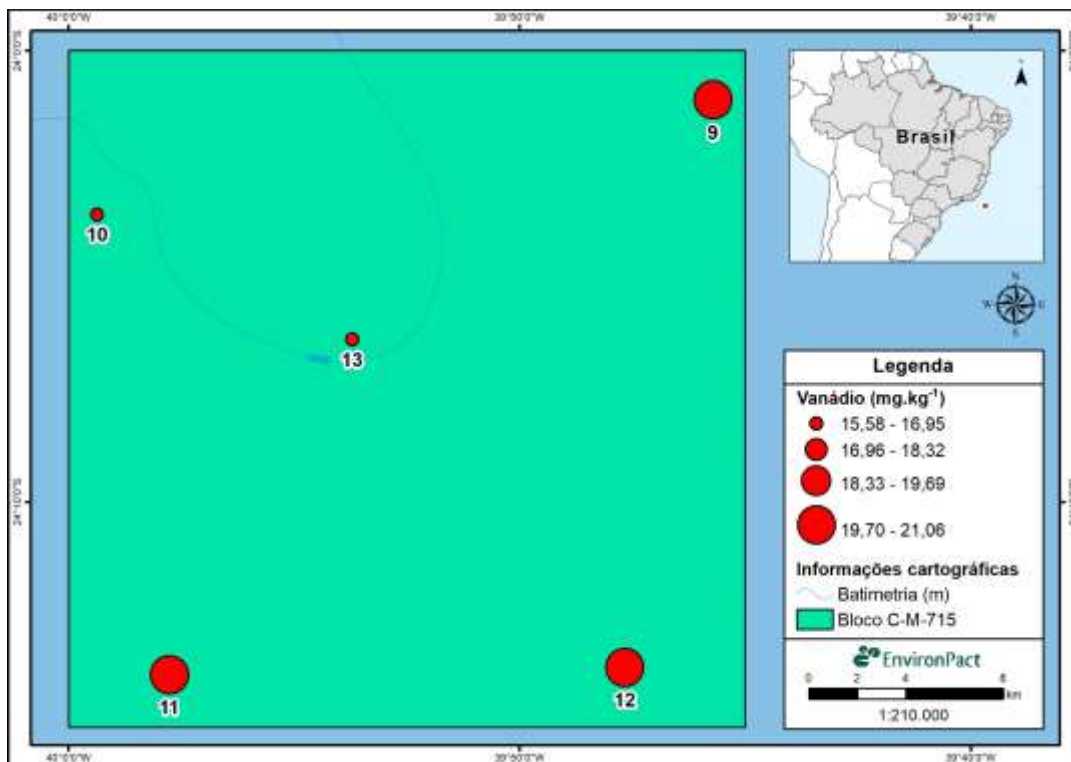 40°0'0"W
39°50'0"W
39°40'0"W
24°0'0"S
9
10
13
11
12
24°10'0"S
Brasil
N
W
E
S
Legenda
Vanádio (mg.kg⁻¹)
15,58 - 16,95
16,96 - 18,32
18,33 - 19,69
19,70 - 21,06
Informações cartográficas
Batimetria (m)
Bloco C-M-715
EnvironPact
0 2 4 8
km
1:210.000
40°0'0"W
39°50'0"W
39°40'0"W